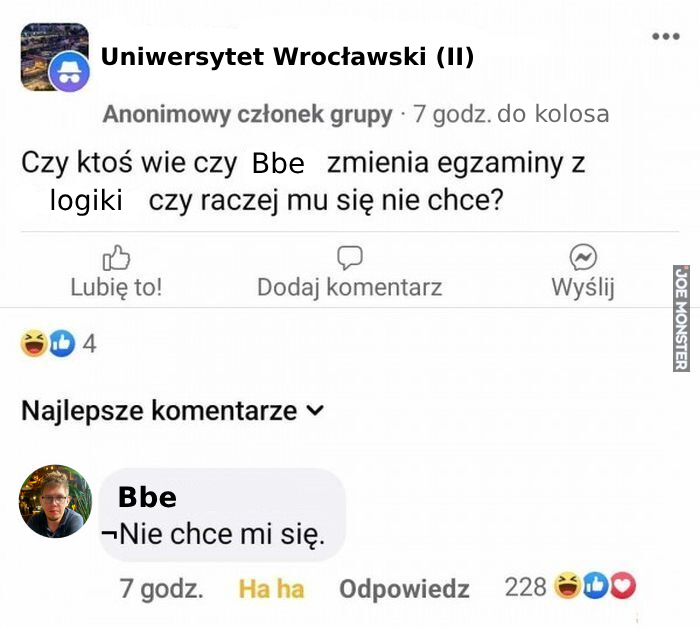 Uniwersytet Wrocławski (II)
Anonimowy członek grupy · 7 godz. do kolosa
Czy ktoś wie czy Bbe zmienia egzaminy z
logiki czy raczej mu się nie chce?
Lubię to! Dodaj komentarz Wyślij
JOE MONSTER
4
Najlepsze komentarze
Bbe
¬Nie chce mi się.
7 godz. Ha ha Odpowiedz 228